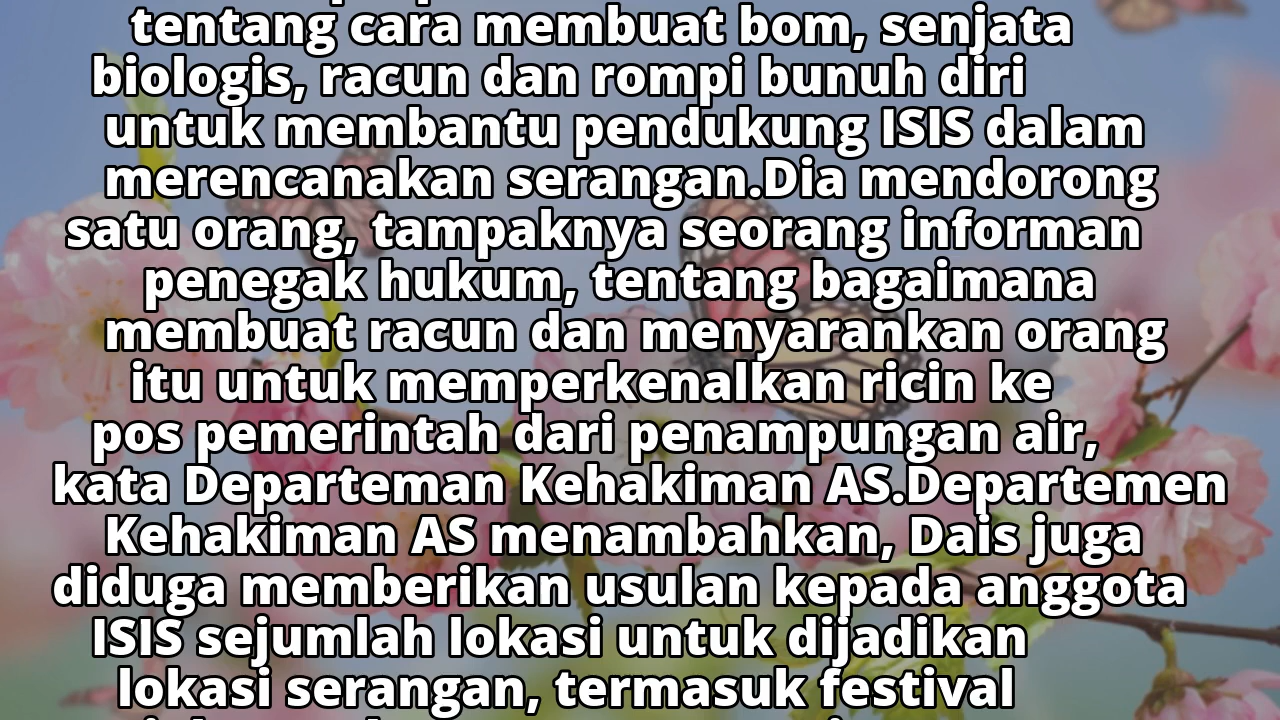 tentang cara membuat bom, senjata
biologis, racun dan rompi bunuh diri
untuk membantu pendukung ISIS dalam
merencanakan serangan.Dia mendorong
satu orang, tampaknya seorang informan
penegak hukum, tentang bagaimana
membuat racun dan menyarankan orang
itu untuk memperkenalkan ricin ke
pos pemerintah dari penampungan air,
kata Departeman Kehakiman AS.Departemen
Kehakiman AS menambahkan, Dais juga
diduga memberikan usulan kepada anggota
ISIS sejumlah lokasi untuk dijadikan
lokasi serangan, termasuk festival